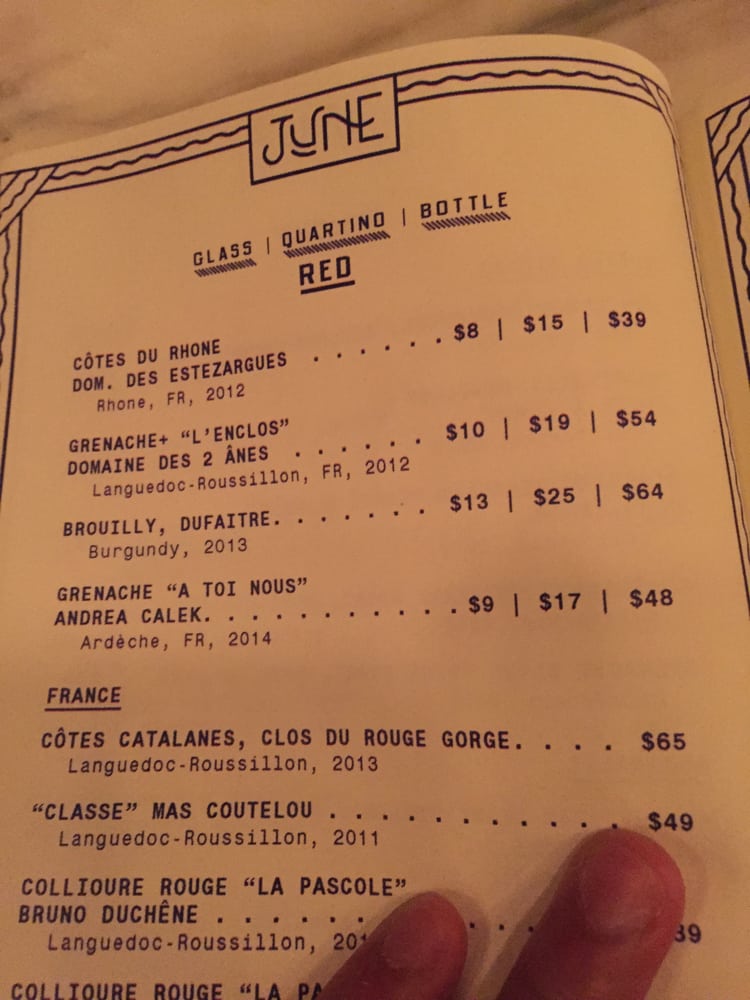 JUNE
GLASS | QUARTINO | BOTTLE
RED
CÔTES DU RHONE
DOM. DES ESTEZARGUES . . . . . . $8 | $15 | $39
Rhone, FR, 2012
GRENACHE+ “L'ENCLOS”
DOMAINE DES 2 ÂNES . . . . . . $10 | $19 | $54
Languedoc-Roussillon, FR, 2012
BROUILLY, DUFAITRE. . . . . . . $13 | $25 | $64
Burgundy, 2013
GRENACHE “A TOI NOUS”
ANDREA CALEK. . . . . . . . . . . . $9 | $17 | $48
Ardèche, FR, 2014
FRANCE
CÔTES CATALANES, CLOS DU ROUGE GORGE. . . . $65
Languedoc-Roussillon, 2013
“CLASSE” MAS COUTELOU . . . . . . . . . . . $49
Languedoc-Roussillon, 2011
COLLIOURE ROUGE “LA PASCOLE”
BRUNO DUCHÊNE . . . . . . . . 39
Languedoc-Roussillon, 20
COLLIOURE ROUGE “LA PA